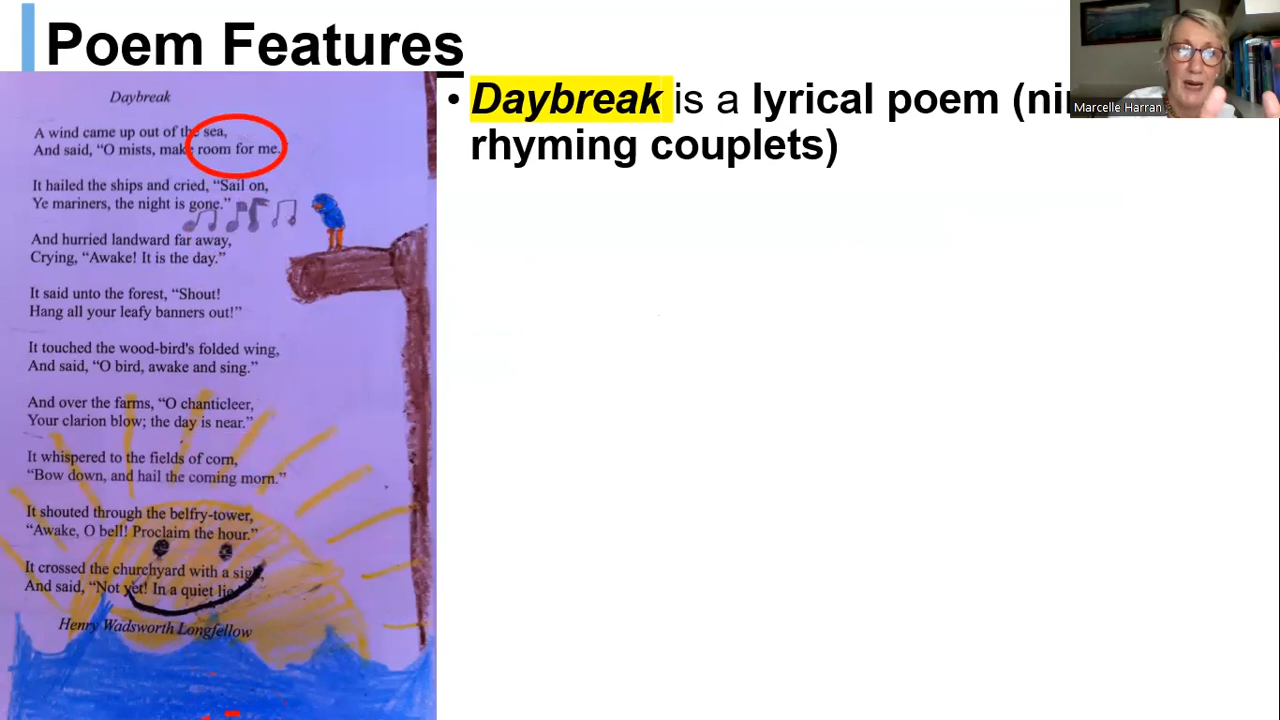 Poem Features
Daybreak
A wind came up out of the sea,
And said, “O mists, make room for me.
It hailed the ships and cried, “Sail on,
Ye mariners, the night is gone.”
And hurried landward far away,
Crying, “Awake! It is the day.”
It said unto the forest, “Shout!
Hang all your leafy banners out!”
It touched the wood-bird's folded wing,
And said, “O bird, awake and sing.”
And over the farms, “O chanticleer,
Your clarion blow; the day is near.”
It whispered to the fields of corn,
“Bow down, and hail the coming morn.”
It shouted through the belfry-tower,
“Awake, O bell! Proclaim the hour.”
It crossed the churchyard with a
And said, “Not yet! In a quiet
Henry Wadsworth Longfellow
• Daybreak is a lyrical poem
rhyming couplets)
Marcelle Harran